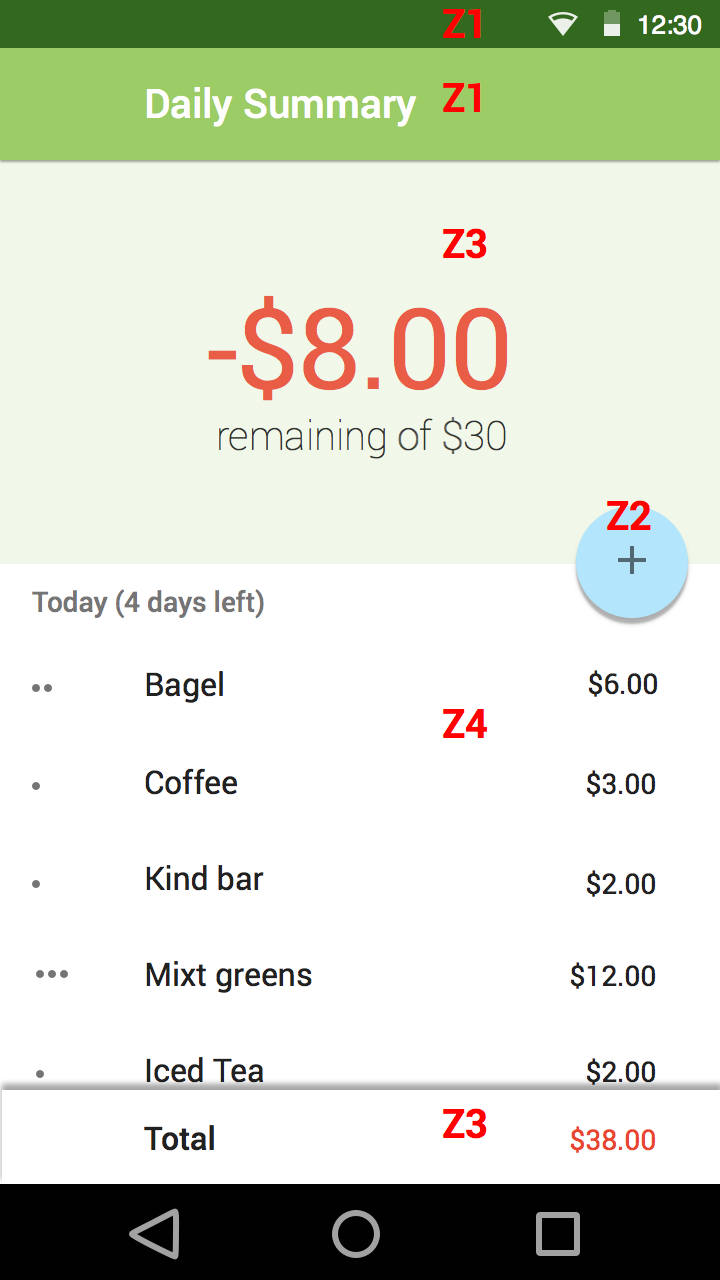 Z1 12:30
Daily Summary Z1
Z3
-$8.00
remaining of $30
Z2
+
Today (4 days left)
Bagel $6.00
Z4
Coffee $3.00
Kind bar $2.00
Mixt greens $12.00
Iced Tea $2.00
Z3
Total $38.00